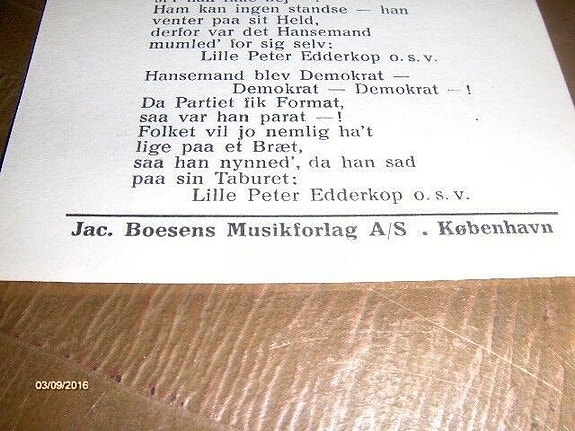 Ham kan ingen standse — han
venter paa sit Held,
derfor var det Hansemand
mumled' for sig selv:
Lille Peter Edderkop o. s. v.
Hansemand blev Demokrat —
Demokrat — Demokrat — !
Da Partiet fik Format,
saa var han parat — !
Folket vil jo nemlig ha't
lige paa et Bræt,
saa han nynned', da han sad
paa sin Taburet:
Lille Peter Edderkop o. s. v.
Jac. Boesens Musikforlag A/S . København
03/09/2016